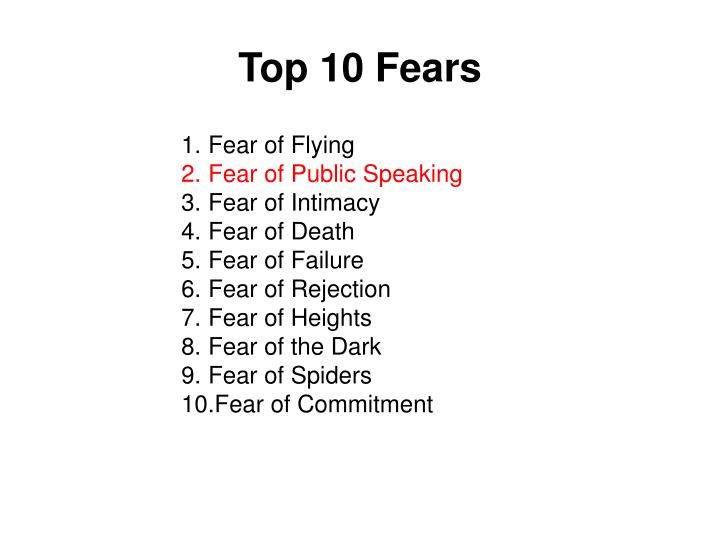 Top 10 Fears
1. Fear of Flying
2. Fear of Public Speaking
3. Fear of Intimacy
4. Fear of Death
5. Fear of Failure
6. Fear of Rejection
7. Fear of Heights
8. Fear of the Dark
9. Fear of Spiders
10.Fear of Commitment